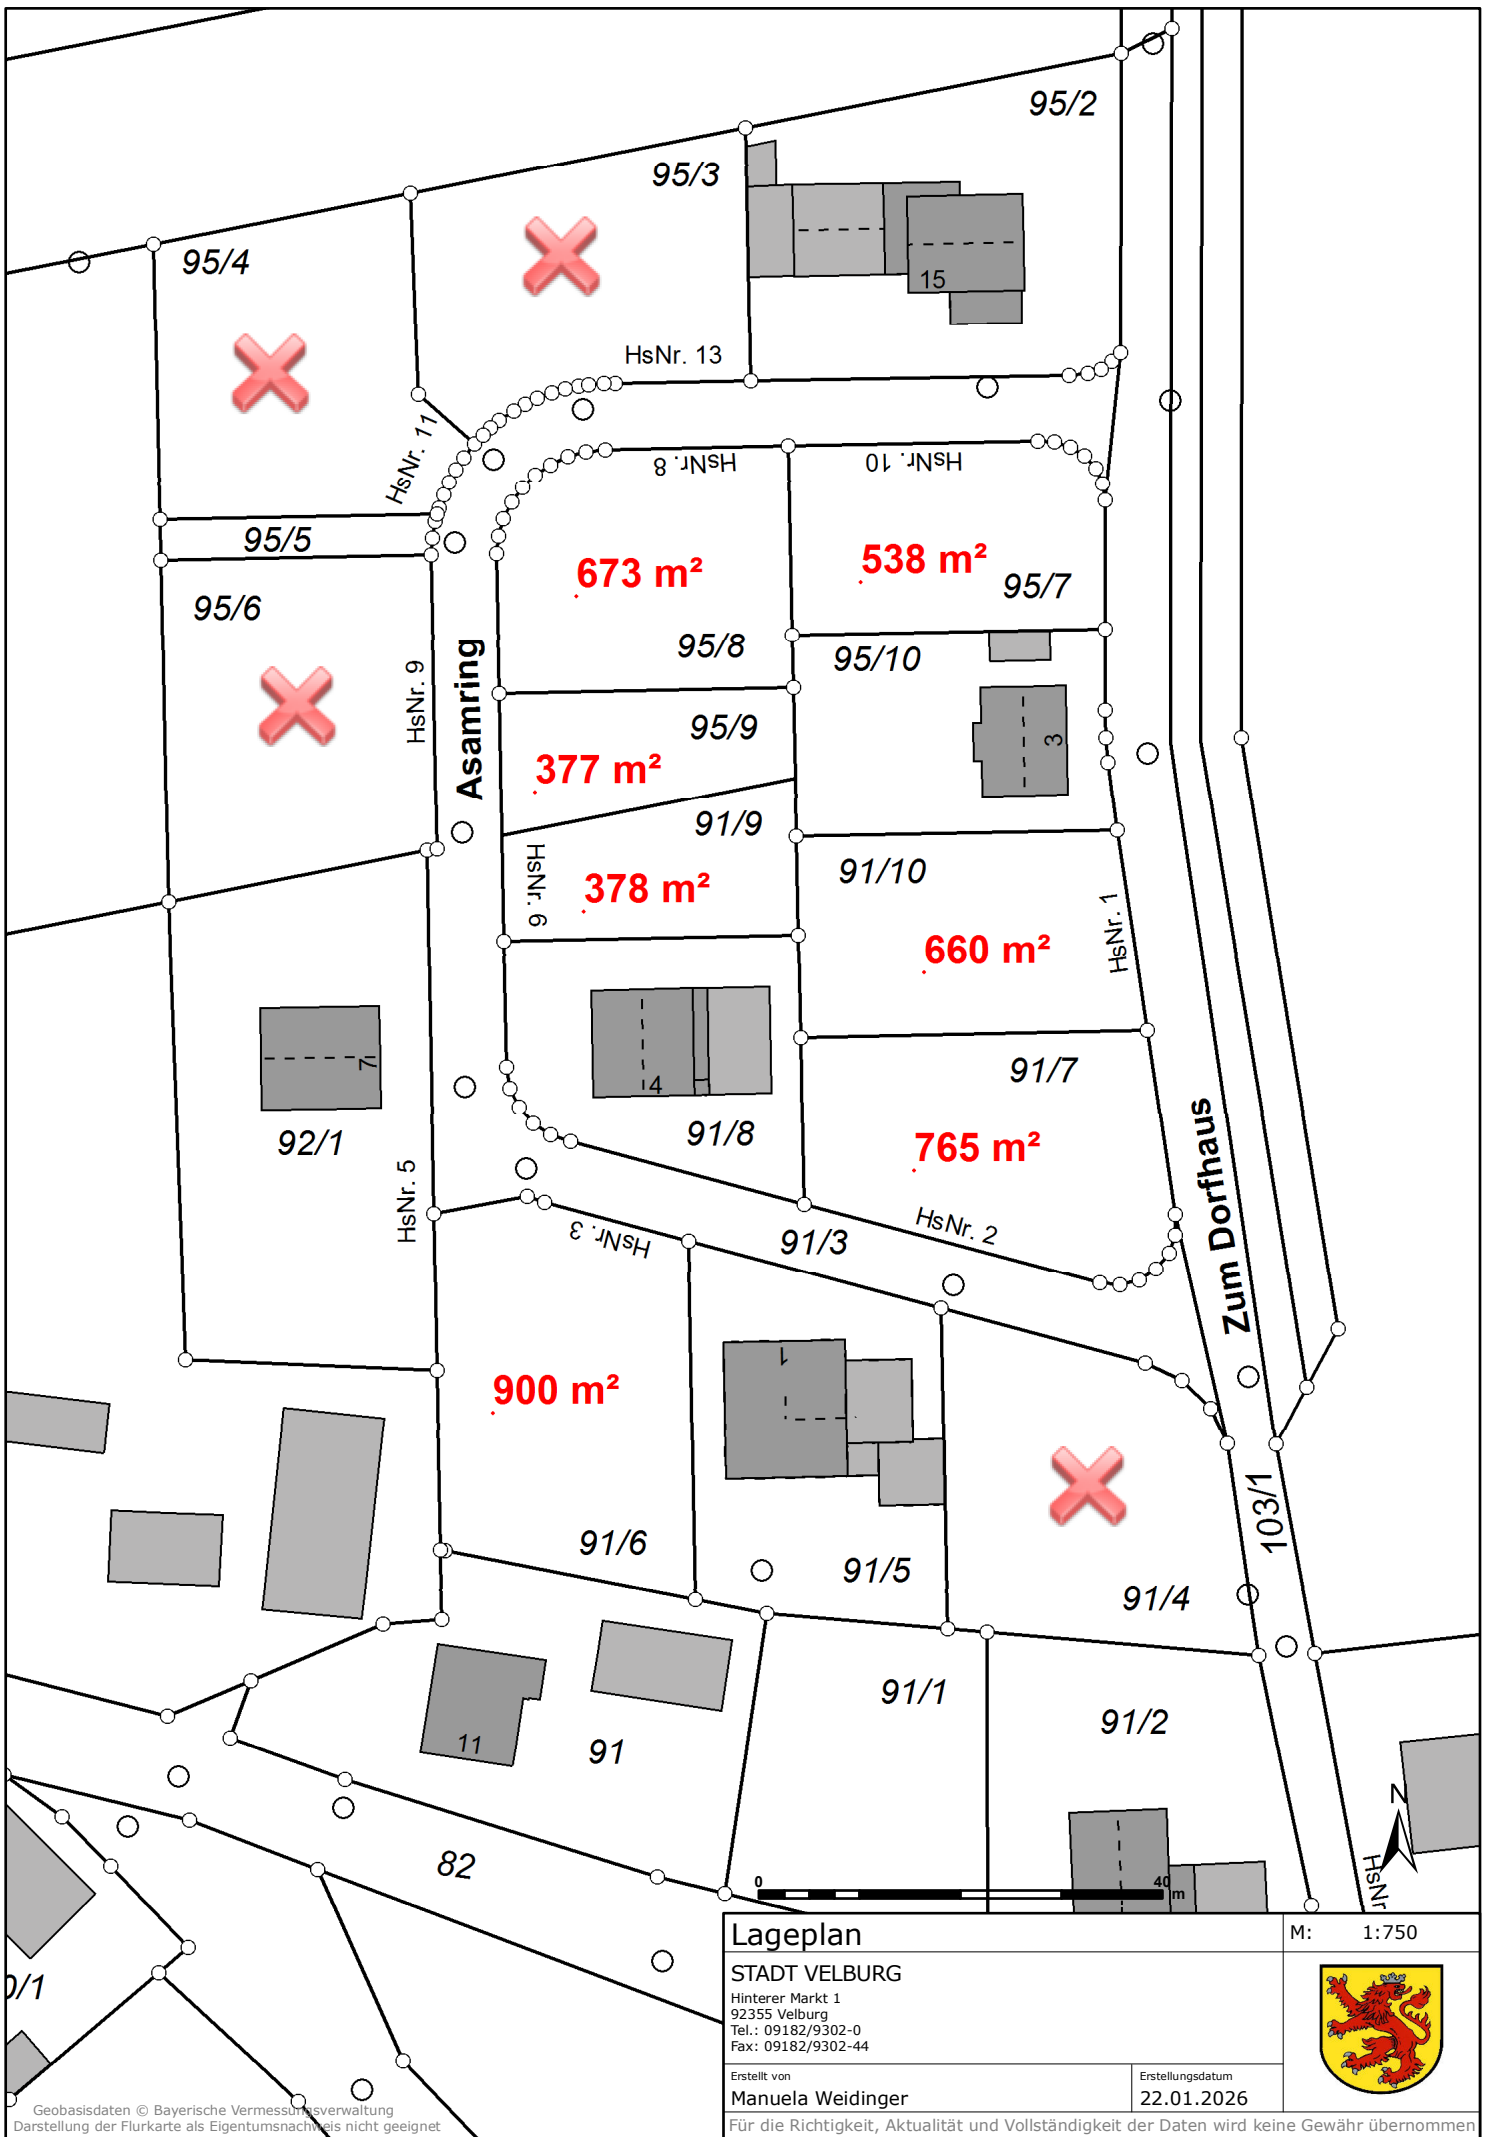 95/2
95/3
95/4
15
HsNr. 13
HsNr. 11
HsNr. 8
HsNr. 10
95/5
673 m²
538 m²
95/7
95/6
95/8
95/10
HsNr. 9
Asamring
95/9
3
377 m²
91/9
HsNr. 6
91/10
378 m²
HsNr. 1
660 m²
7
4
91/7
92/1
91/8
765 m²
Zum Dorfhaus
HsNr. 5
HsNr. 3
91/3
HsNr. 2
1
900 m²
103/1
91/6
91/5
91/4
91/1
91/2
11
91
N
82
HsNr
0 40 m
0/1
Lageplan
M: 1:750
STADT VELBURG
Hinterer Markt 1
92355 Velburg
Tel.: 09182/9302-0
Fax: 09182/9302-44
Erstellt von
Manuela Weidinger
Erstellungsdatum
22.01.2026
Geobasisdaten © Bayerische Vermessungsverwaltung
Darstellung der Flurkarte als Eigentumsnachweis nicht geeignet
Für die Richtigkeit, Aktualität und Vollständigkeit der Daten wird keine Gewähr übernommen